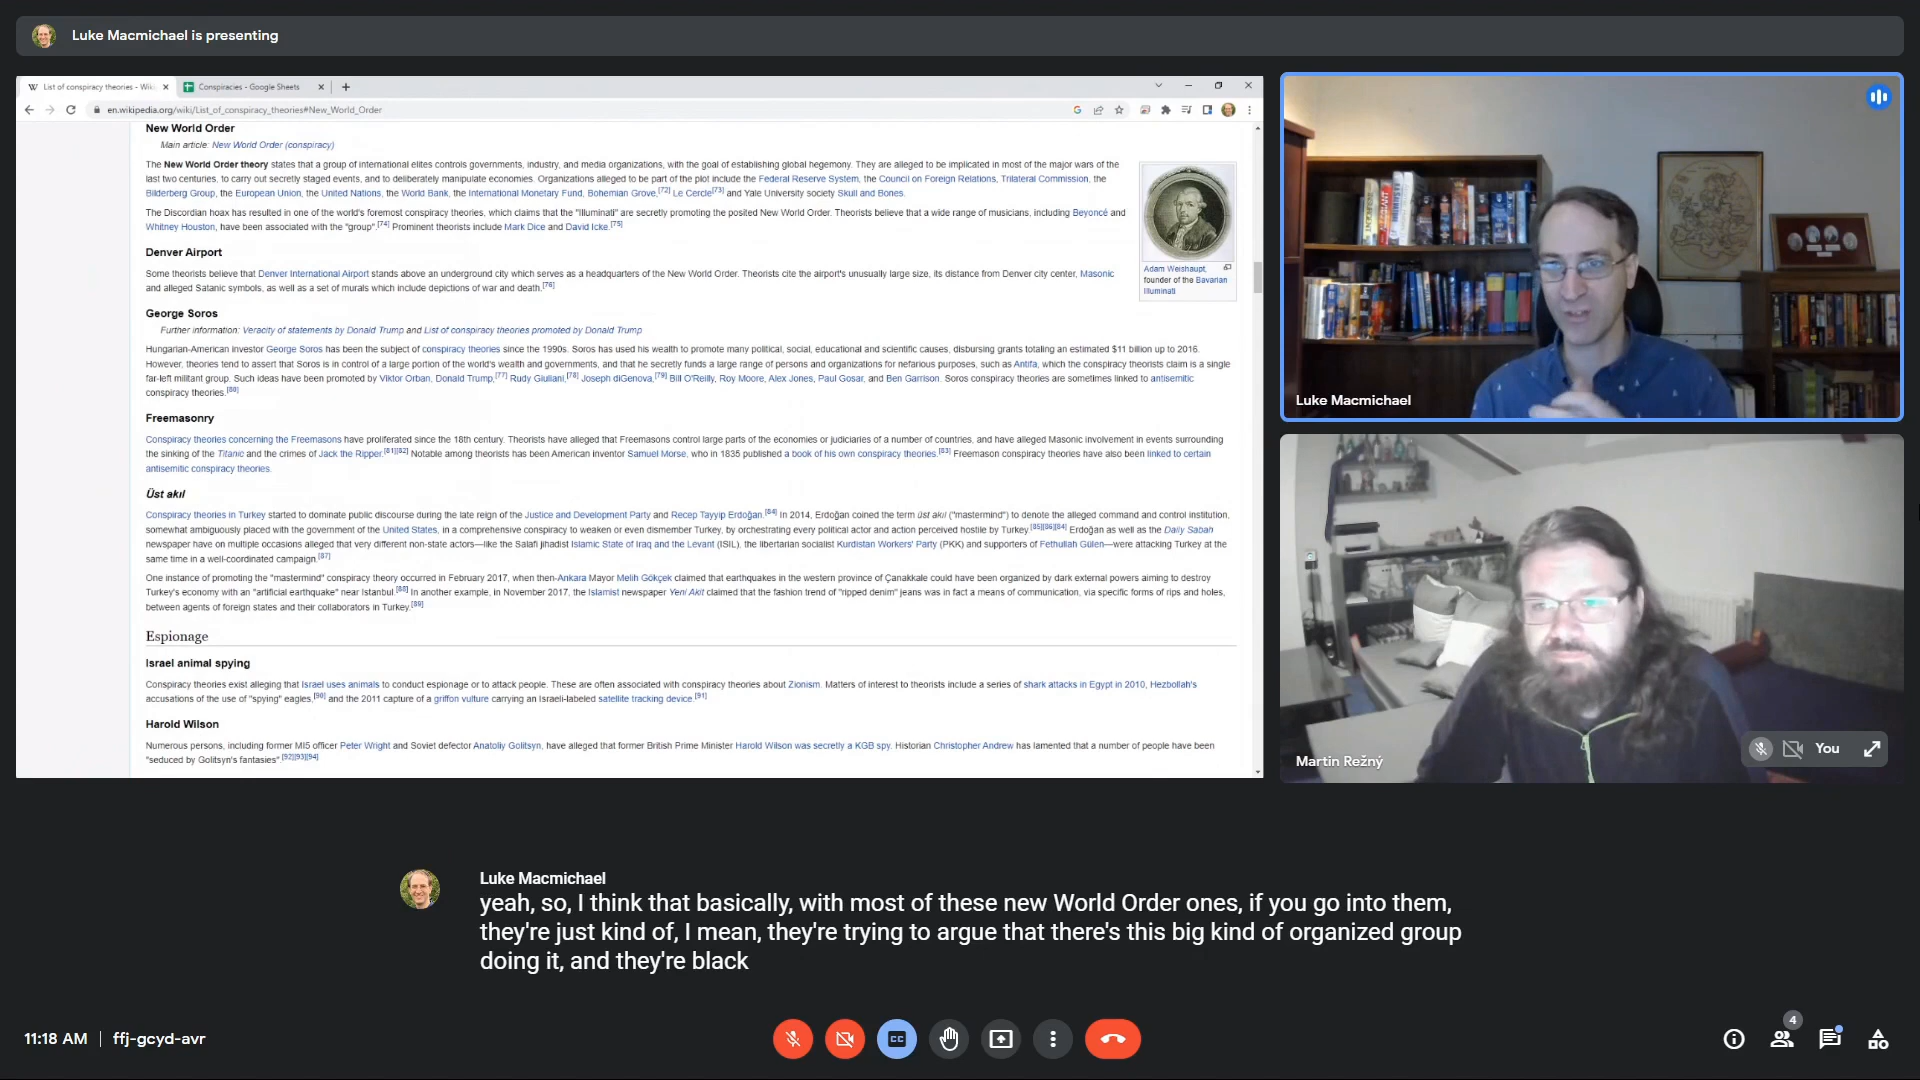 Luke Macmichael is presenting
List of conspiracy theories - Wiki
Conspiracies - Google Sheets
en.wikipedia.org/wiki/List_of_conspiracy_theories#New_World_Order
New World Order
Main article: New World Order (conspiracy)
The New World Order theory states that a group of international elites controls governments, industry, and media organizations, with the goal of establishing global hegemony. They are alleged to be implicated in most of the major wars of the
last two centuries, to carry out secretly staged events, and to deliberately manipulate economies. Organizations alleged to be part of the plot include the Federal Reserve System, the Council on Foreign Relations, Trilateral Commission, the
Bilderberg Group, the European Union, the United Nations, the World Bank, the International Monetary Fund, Bohemian Grove,[72] Le Cercle[73] and Yale University society Skull and Bones.
The Discordian hoax has resulted in one of the world's foremost conspiracy theories, which claims that the "Illuminati" are secretly promoting the posited New World Order. Theorists believe that a wide range of musicians, including Beyoncé and
Whitney Houston, have been associated with the "group".[74] Prominent theorists include Mark Dice and David Icke.[75]
Adam Weishaupt,
founder of the Bavarian
Illuminati
Denver Airport
Some theorists believe that Denver International Airport stands above an underground city which serves as a headquarters of the New World Order. Theorists cite the airport's unusually large size, its distance from Denver city center, Masonic
and alleged Satanic symbols, as well as a set of murals which include depictions of war and death.[76]
George Soros
Further information: Veracity of statements by Donald Trump and List of conspiracy theories promoted by Donald Trump
Hungarian-American investor George Soros has been the subject of conspiracy theories since the 1990s. Soros has used his wealth to promote many political, social, educational and scientific causes, disbursing grants totaling an estimated $11 billion up to 2016.
However, theorists tend to assert that Soros is in control of a large portion of the world's wealth and governments, and that he secretly funds a large range of persons and organizations for nefarious purposes, such as Antifa, which the conspiracy theorists claim is a single
far-left militant group. Such ideas have been promoted by Viktor Orban, Donald Trump,[77] Rudy Giuliani,[78] Joseph diGenova,[79] Bill O'Reilly, Roy Moore, Alex Jones, Paul Gosar, and Ben Garrison. Soros conspiracy theories are sometimes linked to antisemitic
conspiracy theories.[80]
Freemasonry
Conspiracy theories concerning the Freemasons have proliferated since the 18th century. Theorists have alleged that Freemasons control large parts of the economies or judiciaries of a number of countries, and have alleged Masonic involvement in events surrounding
the sinking of the Titanic and the crimes of Jack the Ripper.[81][82] Notable among theorists has been American inventor Samuel Morse, who in 1835 published a book of his own conspiracy theories.[83] Freemason conspiracy theories have also been linked to certain
antisemitic conspiracy theories.
Üst akıl
Conspiracy theories in Turkey started to dominate public discourse during the late reign of the Justice and Development Party and Recep Tayyip Erdoğan.[84] In 2014, Erdoğan coined the term üst akıl ("mastermind") to denote the alleged command and control institution,
somewhat ambiguously placed with the government of the United States, in a comprehensive conspiracy to weaken or even dismember Turkey, by orchestrating every political actor and action perceived hostile by Turkey.[85][86][84] Erdoğan as well as the Daily Sabah
newspaper have on multiple occasions alleged that very different non-state actors—like the Salafi jihadist Islamic State of Iraq and the Levant (ISIL), the libertarian socialist Kurdistan Workers' Party (PKK) and supporters of Fethullah Gülen—were attacking Turkey at the
same time in a well-coordinated campaign.[87]
One instance of promoting the "mastermind" conspiracy theory occurred in February 2017, when then-Ankara Mayor Melih Gökçek claimed that earthquakes in the western province of Çanakkale could have been organized by dark external powers aiming to destroy
Turkey's economy with an "artificial earthquake" near Istanbul.[88] In another example, in November 2017, the Islamist newspaper Yeni Akit claimed that the fashion trend of "ripped denim" jeans was in fact a means of communication, via specific forms of rips and holes,
between agents of foreign states and their collaborators in Turkey.[89]
Espionage
Israel animal spying
Conspiracy theories exist alleging that Israel uses animals to conduct espionage or to attack people. These are often associated with conspiracy theories about Zionism. Matters of interest to theorists include a series of shark attacks in Egypt in 2010, Hezbollah's
accusations of the use of "spying" eagles,[90] and the 2011 capture of a griffon vulture carrying an Israeli-labeled satellite tracking device.[91]
Harold Wilson
Numerous persons, including former MI5 officer Peter Wright and Soviet defector Anatoliy Golitsyn, have alleged that former British Prime Minister Harold Wilson was secretly a KGB spy. Historian Christopher Andrew has lamented that a number of people have been
"seduced by Golitsyn's fantasies".[92][93][94]
Luke Macmichael
Martin Režný
You
Luke Macmichael
yeah, so, I think that basically, with most of these new World Order ones, if you go into them,
they're just kind of, I mean, they're trying to argue that there's this big kind of organized group
doing it, and they're black
11:18 AM | ffj-gcyd-avr
CC
4